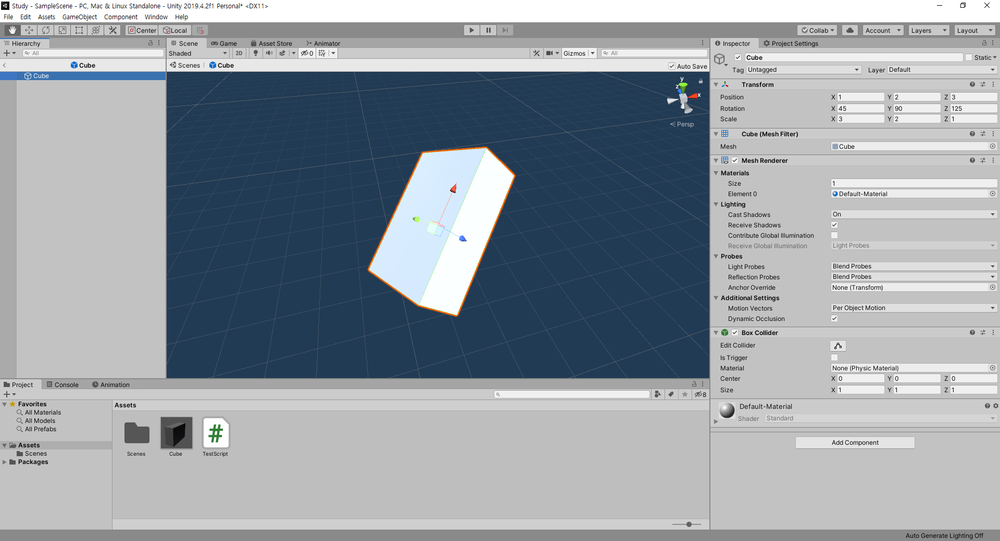 Study - SampleScene - PC, Mac & Linux Standalone - Unity 2019.4.2f1 Personal* <DX11>
File Edit Assets GameObject Component Window Help
Center Local Collab Account Layers Layout
Hierarchy
All
Cube
Cube
Scene Game Asset Store Animator
Shaded 2D 0 Gizmos All
Scenes Cube Auto Save
y
z
x
Persp
Inspector Project Settings
Cube Static
Tag Untagged Layer Default
Transform
Position X 1 Y 2 Z 3
Rotation X 45 Y 90 Z 125
Scale X 3 Y 2 Z 1
Cube (Mesh Filter)
Mesh Cube
Mesh Renderer
Materials
Size 1
Element 0 Default-Material
Lighting
Cast Shadows On
Receive Shadows
Contribute Global Illumination
Receive Global Illumination Light Probes
Probes
Light Probes Blend Probes
Reflection Probes Blend Probes
Anchor Override None (Transform)
Additional Settings
Motion Vectors Per Object Motion
Dynamic Occlusion
Box Collider
Edit Collider
Is Trigger
Material None (Physic Material)
Center X 0 Y 0 Z 0
Size X 1 Y 1 Z 1
Default-Material
Shader Standard
Add Component
Project Console Animation
8
Favorites
All Materials
All Models
All Prefabs
Assets
Scenes
Packages
Assets
Scenes Cube TestScript
Auto Generate Lighting Off